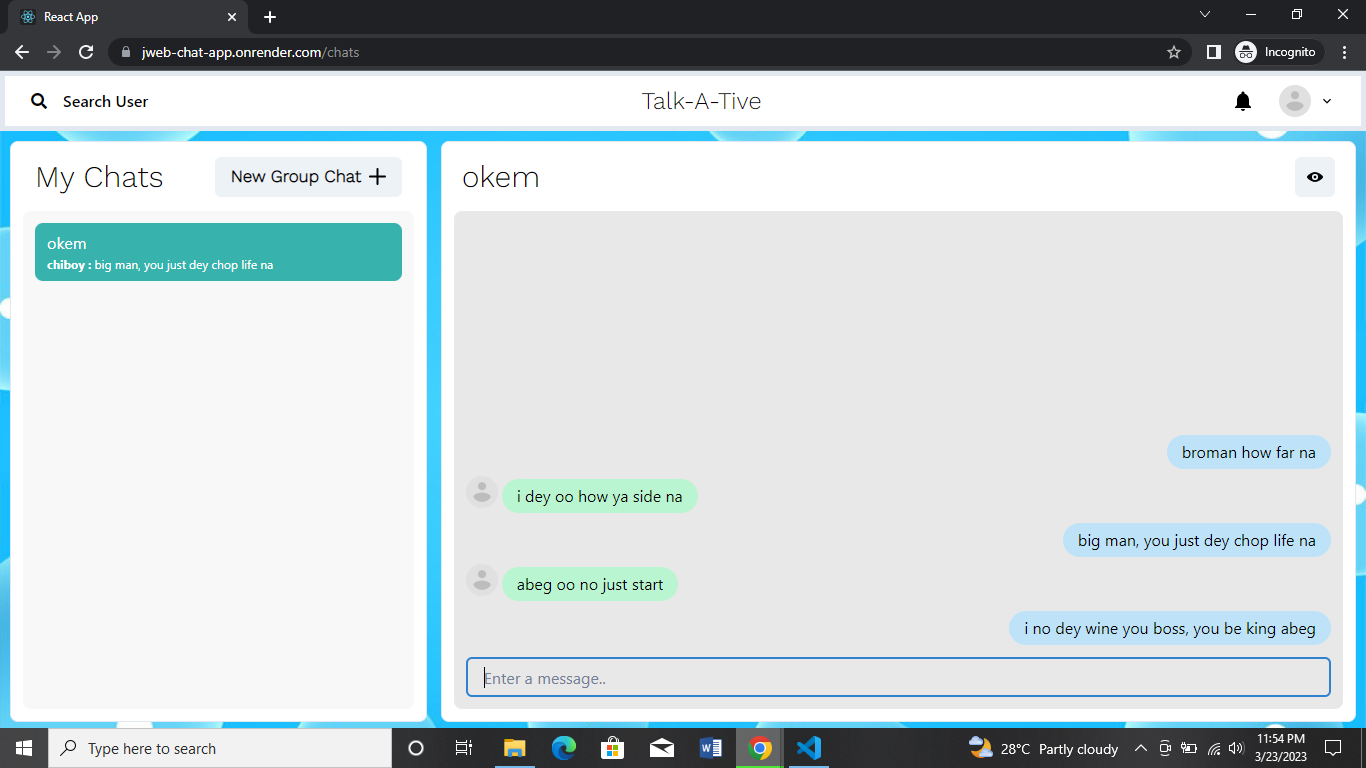 React App
jweb-chat-app.onrender.com/chats
Incognito
Search User
Talk-A-Tive
My Chats
New Group Chat
okem
chiboy : big man, you just dey chop life na
okem
broman how far na
i dey oo how ya side na
big man, you just dey chop life na
abeg oo no just start
i no dey wine you boss, you be king abeg
Enter a message..
Type here to search
28°C Partly cloudy
11:54 PM
3/23/2023